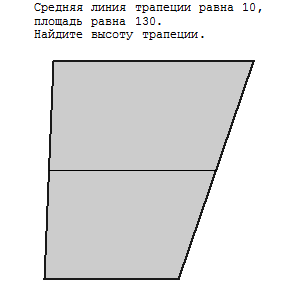 Средняя линия трапеции равна 10,
площадь равна 130.
Найдите высоту трапеции.